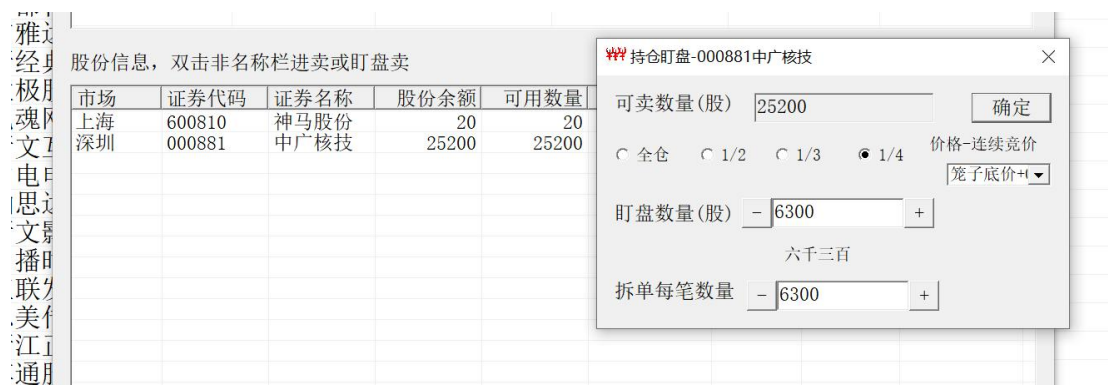 股份信息，双击非名称栏进卖或盯盘卖
市场 证券代码 证券名称 股份余额 可用数量
上海 600810 神马股份 20 20
深圳 000881 中广核技 25200 25200
持仓盯盘-000881中广核技
可卖数量(股) 25200 确定
全仓 1/2 1/3 1/4
价格-连续竞价
笼子底价+
盯盘数量(股) - 6300 +
六千三百
拆单每笔数量 - 6300 +
雅
经
极
魂
文
电
思
文
播
联
美
江
通